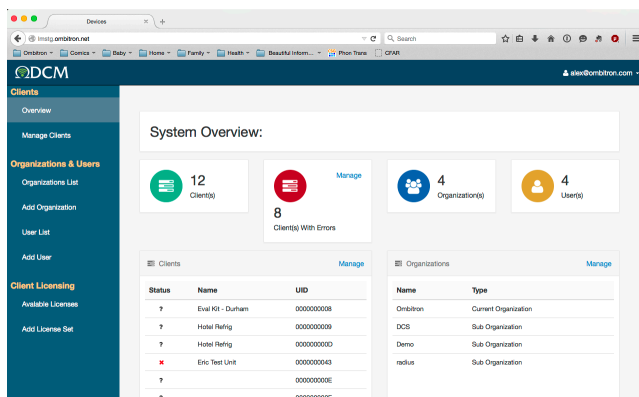 Devices
lmstg.ombitron.net
Search
Ombitron
Comics
Baby
Home
Family
Health
Beautiful Inform...
Phon Trans
CFAR
DCM
alex@ombitron.com
Clients
Overview
Manage Clients
Organizations & Users
Organizations List
Add Organization
User List
Add User
Client Licensing
Avalable Licenses
Add License Set
System Overview:
12
Client(s)
Manage
8
Client(s) With Errors
4
Organization(s)
4
User(s)
Clients Manage
Status Name UID
? Eval Kit - Durham 0000000008
? Hotel Refrig 0000000009
? Hotel Refrig 000000000D
Eric Test Unit 0000000043
? 000000000E
Organizations Manage
Name Type
Ombitron Current Organization
DCS Sub Organization
Demo Sub Organization
radius Sub Organization